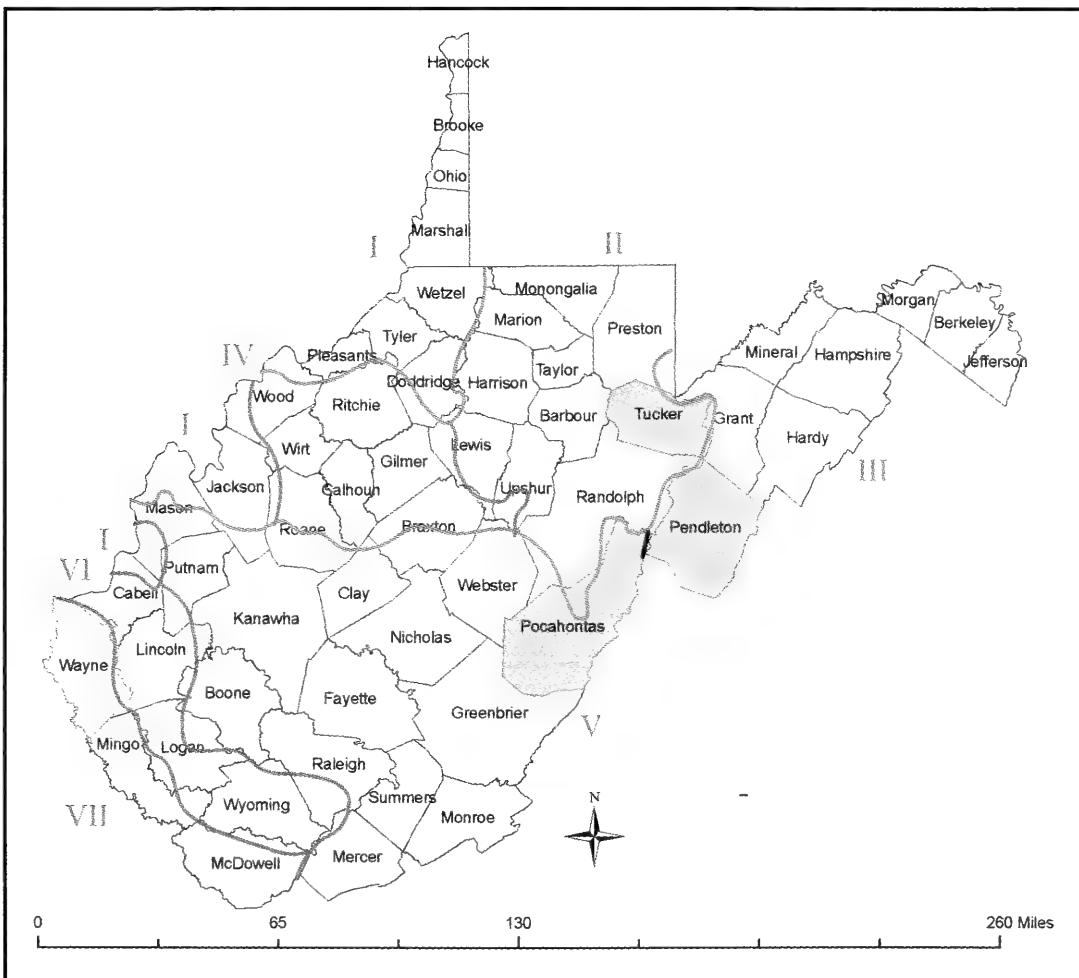 Hancock
Brooke
Ohio
Marshal
I
II
Wetzel
Monongalia
Marion
Morgan
Berkeley
Jefferson
Tyler
Preston
Mineral
Hampshire
IV
Pleasants
Doddridge
Harrison
Taylor
Wood
Ritchie
Barbour
Tucker
Grant
Hardy
I
Wirt
Lewis
Gilmer
III
Jackson
Calhoun
Upshur
Randolph
Mason
Roane
Braxton
Pendleton
I
VI
Putnam
Cabell
Clay
Webster
Kanawha
Pocahontas
Nicholas
Lincoln
Wayne
Boone
Fayette
Greenbrier
V
Mingo
Logan
Raleigh
Wyoming
Summers
Monroe
N
VII
McDowell
Mercer
0 65 130 260 Miles